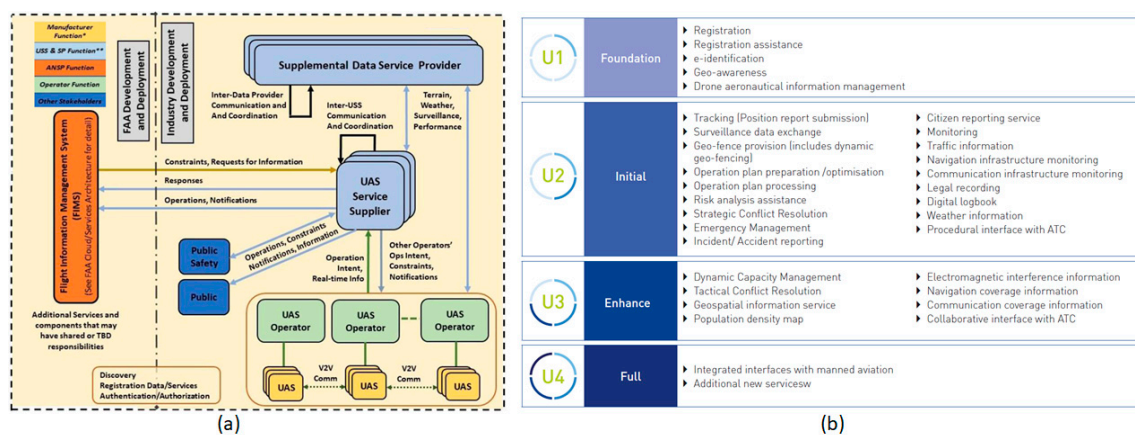 Manufacturer
Function*
USS & SP Function**
ANSP Function
Operator Function
Other Stakeholders
FAA Development
and Deployment
Industry Development
and Deployment
Supplemental Data Service Provider
Inter-Data Provider
Communication and
And Coordination
Inter-USS
Communication
And Coordination
Terrain,
Weather,
Surveillance,
Performance
Flight Information Management System
(FIMS)
(See FAA Cloud/Services Architecture for detail)
Constraints, Requests for Information
Responses
Operations, Notifications
UAS
Service
Supplier
Public
Safety
Public
Operations, Constraints
Notifications, Information
Operation
Intent,
Real-time Info
Other Operators'
Ops Intent,
Constraints,
Notifications
Additional Services and
components that may
have shared or TBD
responsibilities
UAS
Operator
UAS
Operator
UAS
Operator
V2V
Comm
V2V
Comm
UAS
UAS
UAS
Discovery
Registration Data/Services
Authentication/Authorization
(a)
U1
Foundation
Registration
Registration assistance
e-identification
Geo-awareness
Drone aeronautical information management
U2
Initial
Tracking (Position report submission)
Surveillance data exchange
Geo-fence provision (includes dynamic
geo-fencing)
Operation plan preparation /optimisation
Operation plan processing
Risk analysis assistance
Strategic Conflict Resolution
Emergency Management
Incident/ Accident reporting
Citizen reporting service
Monitoring
Traffic information
Navigation infrastructure monitoring
Communication infrastructure monitoring
Legal recording
Digital logbook
Weather information
Procedural interface with ATC
U3
Enhance
Dynamic Capacity Management
Tactical Conflict Resolution
Geospatial information service
Population density map
Electromagnetic interference information
Navigation coverage information
Communication coverage information
Collaborative interface with ATC
U4
Full
Integrated interfaces with manned aviation
Additional new servicesw
(b)